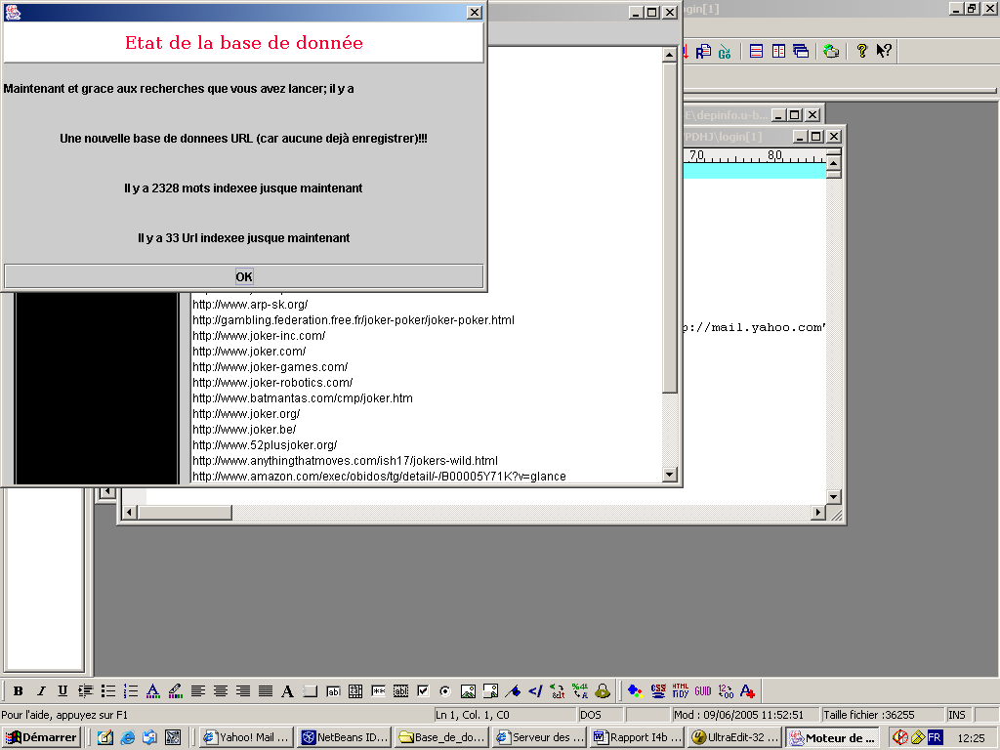 gin[1]
Etat de la base de donnée
Maintenant et grace aux recherches que vous avez lancer; il y a
Une nouvelle base de donnees URL (car aucune dejà enregistrer)!!!
Il y a 2328 mots indexee jusque maintenant
Il y a 33 Url indexee jusque maintenant
OK
E\depinfo.u-b...
PDHJ\login[1]
70 80
http://www.arp-sk.org/
http://gambling.federation.free.fr/joker-poker/joker-poker.html
http://www.joker-inc.com/
p://mail.yahoo.com"
http://www.joker.com/
http://www.joker-games.com/
http://www.joker-robotics.com/
http://www.batmantas.com/cmp/joker.htm
http://www.joker.org/
http://www.joker.be/
http://www.52plusjoker.org/
http://www.anythingthatmoves.com/ish17/jokers-wild.html
http://www.amazon.com/exec/obidos/tg/detail/-/B00005Y71K?v=glance
B I U A A CSS HTML TIDY GUID
Pour l'aide, appuyez sur F1 Ln 1, Col. 1, C0 DOS Mod : 09/06/2005 11:52:51 Taille fichier :36255 INS
Démarrer Yahoo! Mail ... NetBeans ID... Base_de_do... Serveur des ... Rapport I4b ... UltraEdit-32 ... Moteur de ... FR 12:25